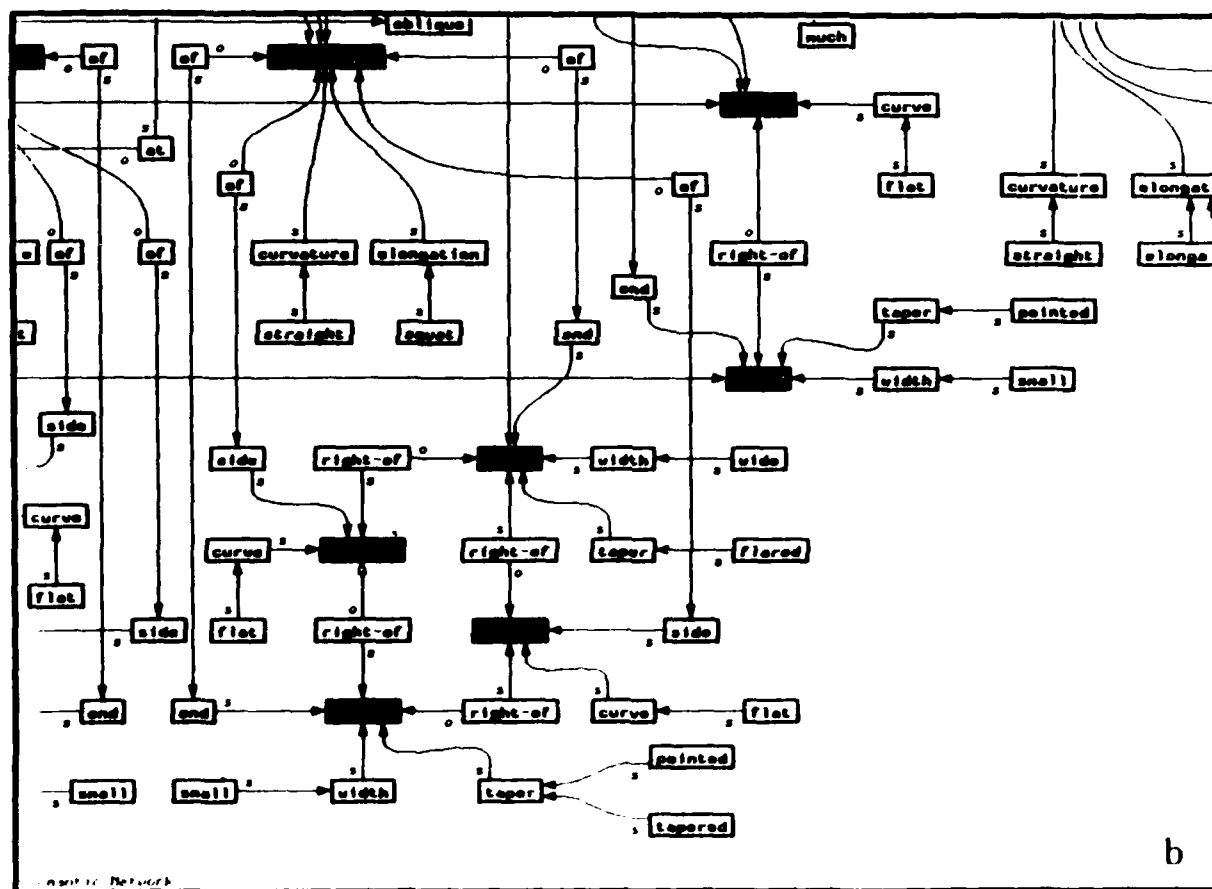 oblique
much
of of of
curve
at
of of flat curvature elongati
of of curvature elongation right-of straight elonga
end
taper pointed
straight squat end
t
width small
side
side right-of width wide
curve
curve right-of taper flared
flat
side flat right-of side
end end right-of curve flat
pointed
small small width taper
tapered
b
Network